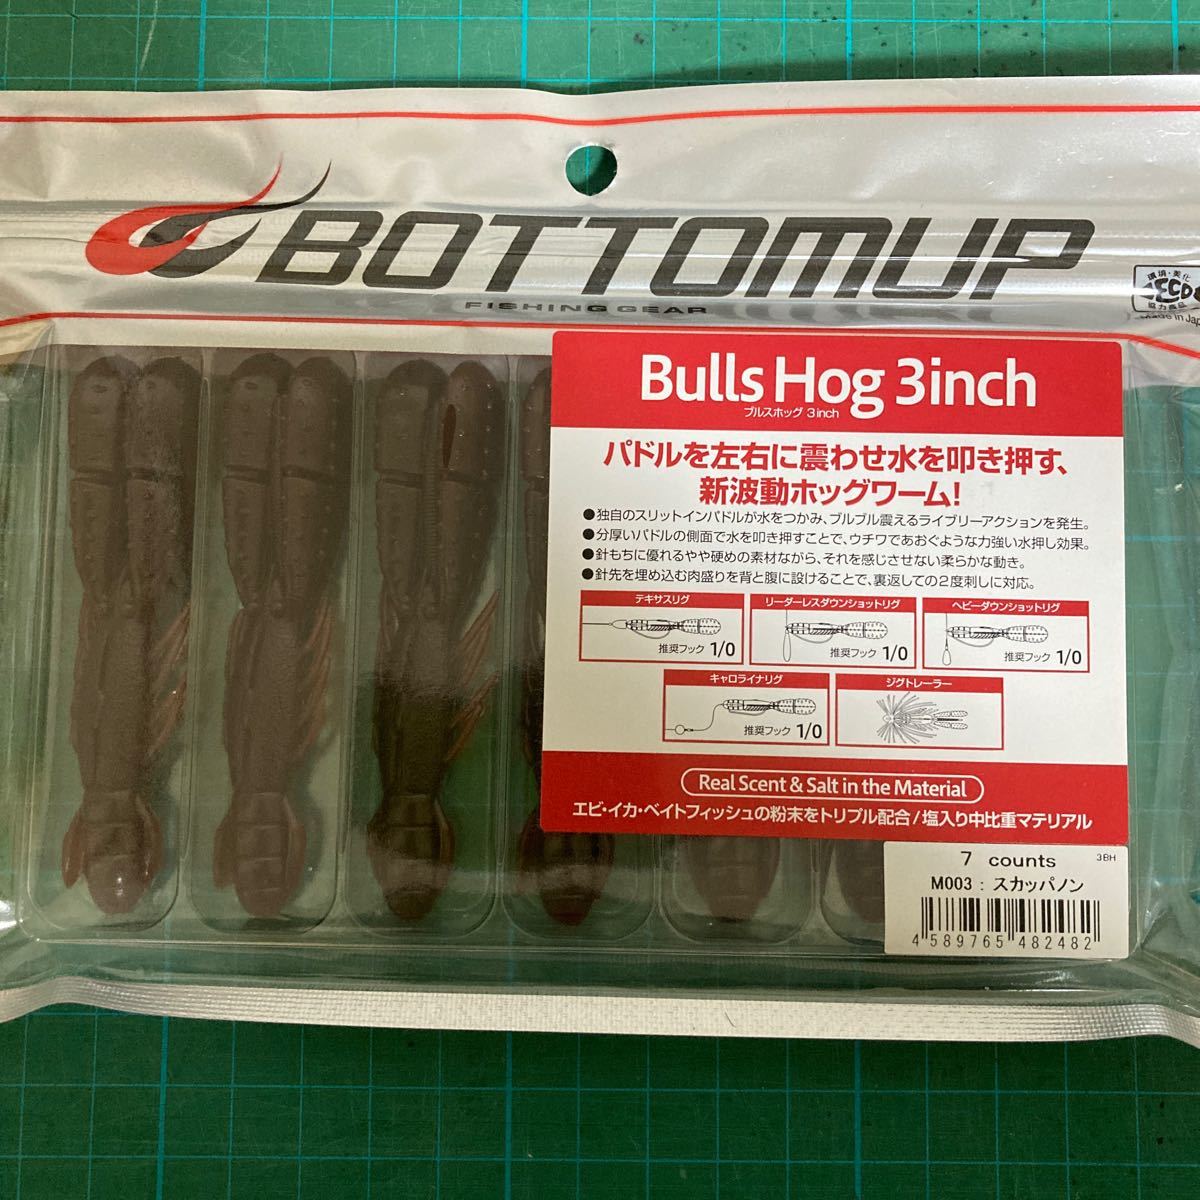 BOTTOMUP
FISHING GEAR
環境・美化
ECO
協力商品
Made in Jap
Bulls Hog 3inch
ブルスホッグ 3inch
パドルを左右に震わせ水を叩き押す、
新波動ホッグワーム!
●独自のスリットインパドルが水をつかみ、ブルブル震えるライブリーアクションを発生。
●分厚いパドルの側面で水を叩き押すことで、ウチワであおぐような力強い水押し効果。
●針もちに優れるやや硬めの素材ながら、それを感じさせない柔らかな動き。
●針先を埋め込む肉盛りを背と腹に設けることで、裏返しての2度刺しに対応。
テキサスリグ
推奨フック 1/0
リーダーレスダウンショットリグ
推奨フック 1/0
ヘビーダウンショットリグ
推奨フック 1/0
キャロライナリグ
推奨フック 1/0
ジグトレーラー
Real Scent & Salt in the Material
エビ・イカ・ベイトフィッシュの粉末をトリプル配合/塩入り中比重マテリアル
7 counts 3BH
M003 : スカッパノン
4 589765 482482